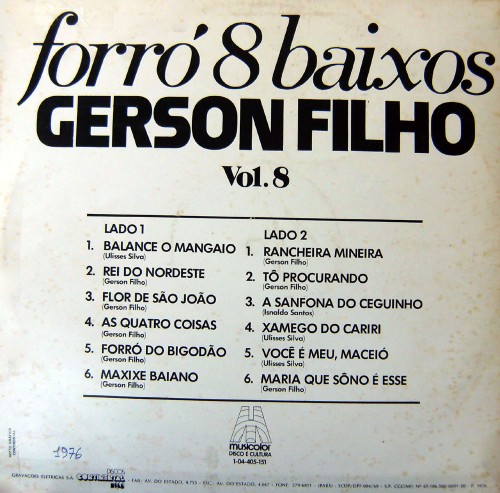 forró 8 baixos
GERSON FILHO
Vol. 8
LADO 1
1. BALANCE O MANGAIO
(Ulisses Silva)
2. REI DO NORDESTE
(Gerson Filho)
3. FLOR DE SÃO JOÃO
(Gerson Filho)
4. AS QUATRO COISAS
(Gerson Filho)
5. FORRÓ DO BIGODÃO
(Gerson Filho)
6. MAXIXE BAIANO
(Gerson Filho)
LADO 2
1. RANCHEIRA MINEIRA
(Gerson Filho)
2. TÔ PROCURANDO
(Gerson Filho)
3. A SANFONA DO CEGUINHO
(Isnaldo Santos)
4. XAMEGO DO CARIRI
(Ulisses Silva)
5. VOCÊ É MEU, MACEIÓ
(Ulisses Silva)
6. MARIA QUE SÔNO É ESSE
(Gerson Filho)
musicolor
DISCO É CULTURA
1-04-405-151
1976
GRAVAÇÕES ELÉTRICAS S.A. DISCOS CONTINENTAL